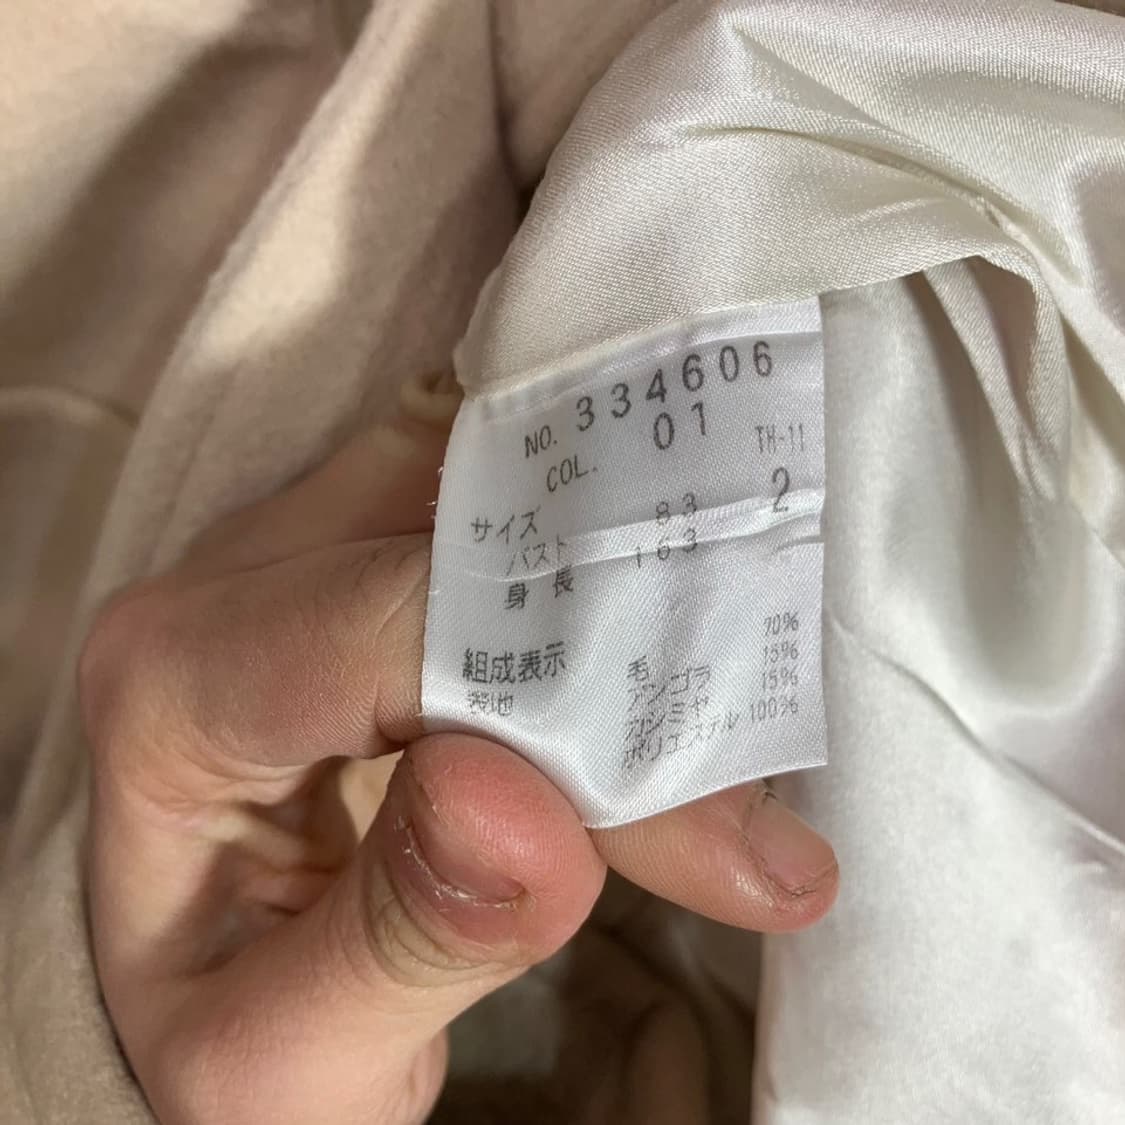 NO. 334606
COL. 01 TH-11
サイズ 2
バスト 83
身長 163
組成表示
表地 毛 70%
アンゴラ 15%
カシミヤ 15%
ポリエステル 100%